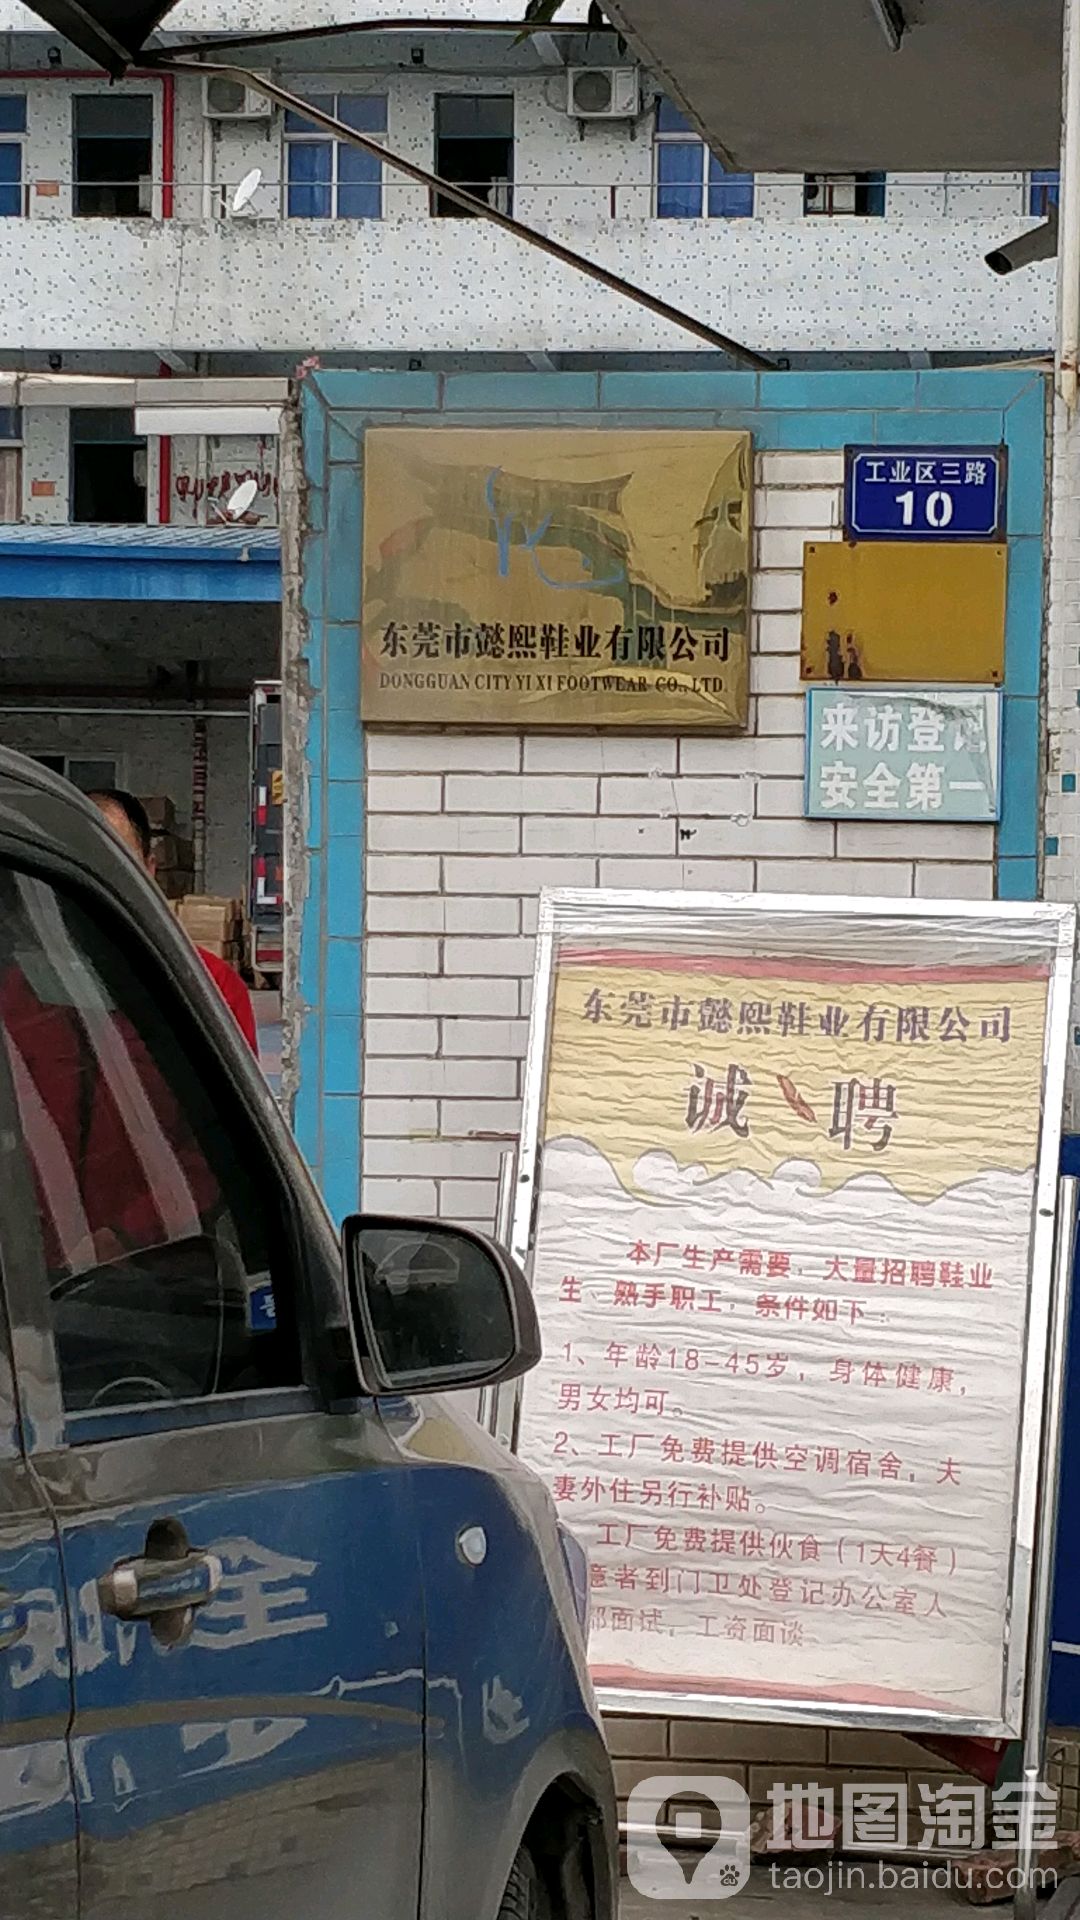 工业区三路
10
东莞市懿熙鞋业有限公司
DONGGUAN CITY YI XI FOOTWEAR CO., LTD.
来访登记
安全第一
东莞市懿熙鞋业有限公司
诚 聘
本厂生产需要，大量招聘鞋业
生、熟手职工，条件如下：
1、年龄18-45岁，身体健康，
男女均可。
2、工厂免费提供空调宿舍，夫
妻外住另行补贴。
工厂免费提供伙食（1天4餐）
意者到门卫处登记办公室人
部面试，工资面谈
地图淘金
taojin.baidu.com